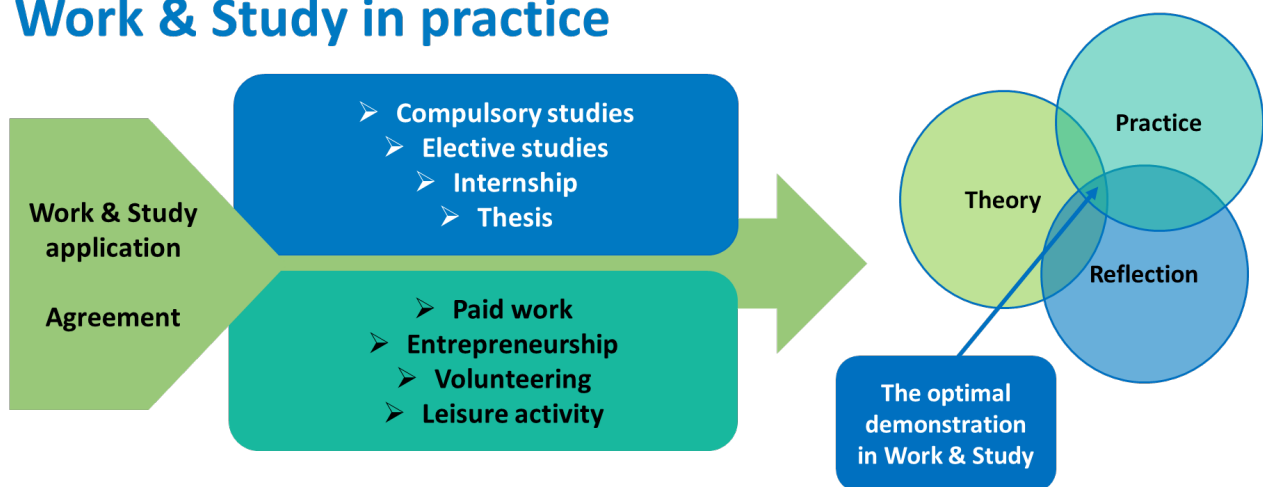 Work & Study in practice
Work & Study
application
Agreement
➢ Compulsory studies
➢ Elective studies
➢ Internship
➢ Thesis
➢ Paid work
➢ Entrepreneurship
➢ Volunteering
➢ Leisure activity
Theory
Practice
Reflection
The optimal
demonstration
in Work & Study